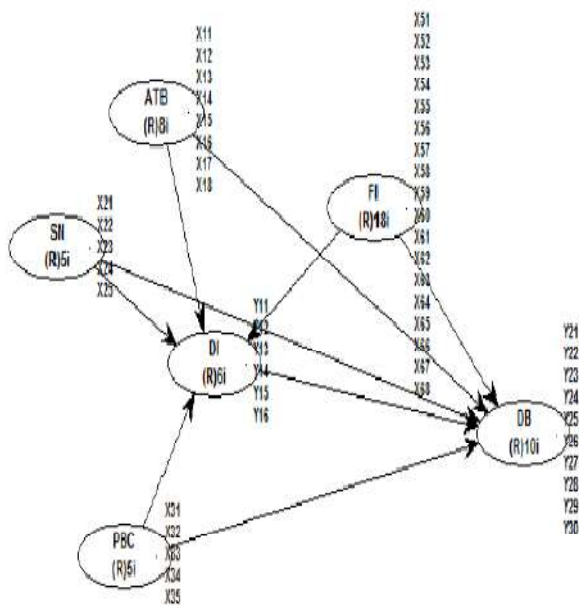 X11
X12
X13
X14
X15
X16
X17
X18
ATB
(R)8i
X51
X52
X53
X54
X55
X56
X57
X58
X59
X60
X61
X62
X63
X64
X65
X66
X67
X68
FI
(R)18i
X21
X22
X23
X24
X25
SN
(R)5i
Y11
Y12
Y13
Y14
Y15
Y16
DI
(R)6i
Y21
Y22
Y23
Y24
Y25
Y26
Y27
Y28
Y29
Y30
DB
(R)10i
X31
X32
X33
X34
X35
PBC
(R)5i